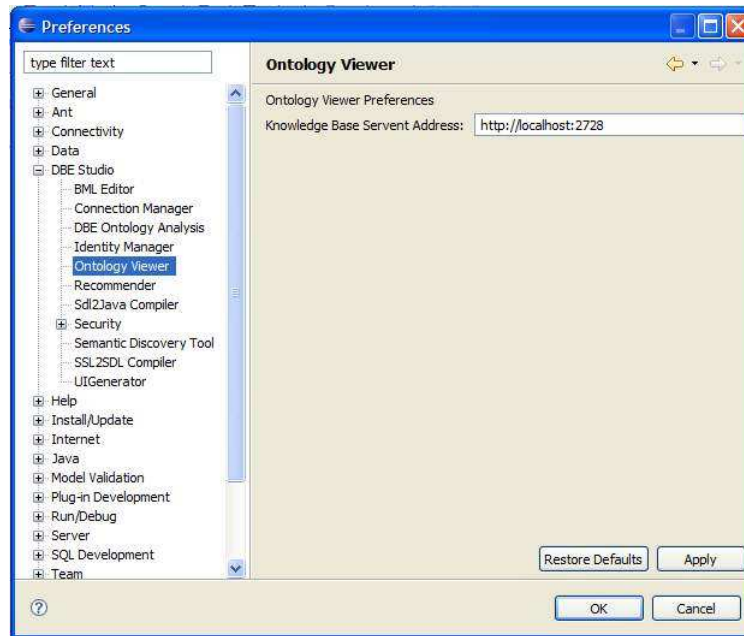 Preferences
type filter text
General
Ant
Connectivity
Data
DBE Studio
BML Editor
Connection Manager
DBE Ontology Analysis
Identity Manager
Ontology Viewer
Recommender
Sdl2Java Compiler
Security
Semantic Discovery Tool
SSL2SDL Compiler
UIGenerator
Help
Install/Update
Internet
Java
Model Validation
Plug-in Development
Run/Debug
Server
SQL Development
Team
Ontology Viewer
Ontology Viewer Preferences
Knowledge Base Servent Address: http://localhost:2728
Restore Defaults Apply
OK Cancel